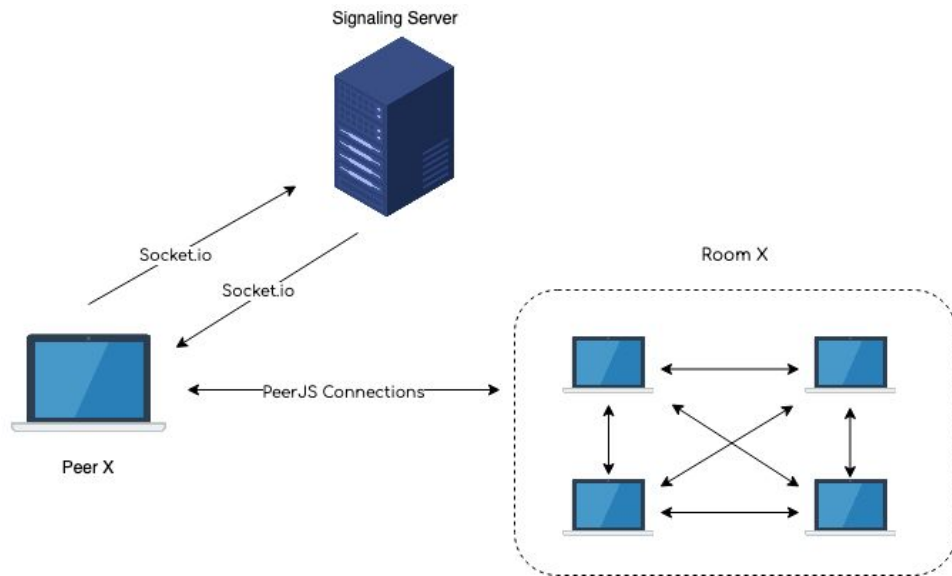 Signaling Server
Socket.io
Room X
Socket.io
PeerJS Connections
Peer X